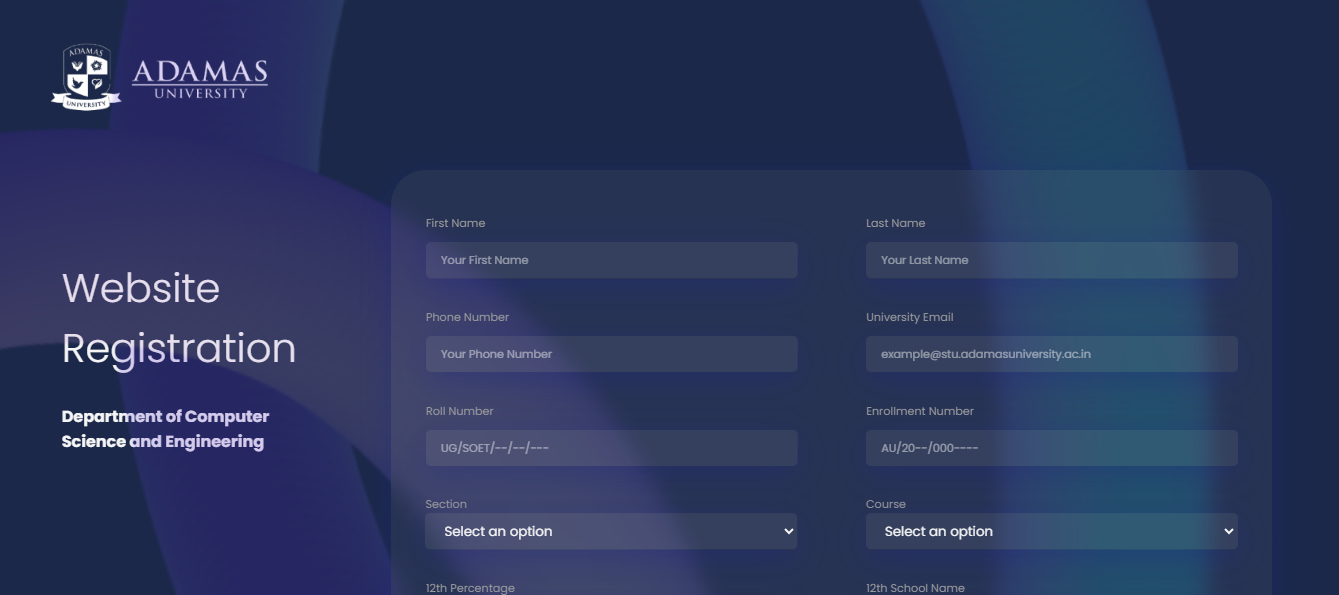 ADAMAS
UNIVERSITY
ADAMAS
UNIVERSITY
Website
Registration
Department of Computer
Science and Engineering
First Name
Last Name
Your First Name
Your Last Name
Phone Number
University Email
Your Phone Number
example@stu.adamasuniversity.ac.in
Roll Number
Enrollment Number
UG/SOET/--/--/---
AU/20--/000----
Section
Course
Select an option
Select an option
12th Percentage
12th School Name